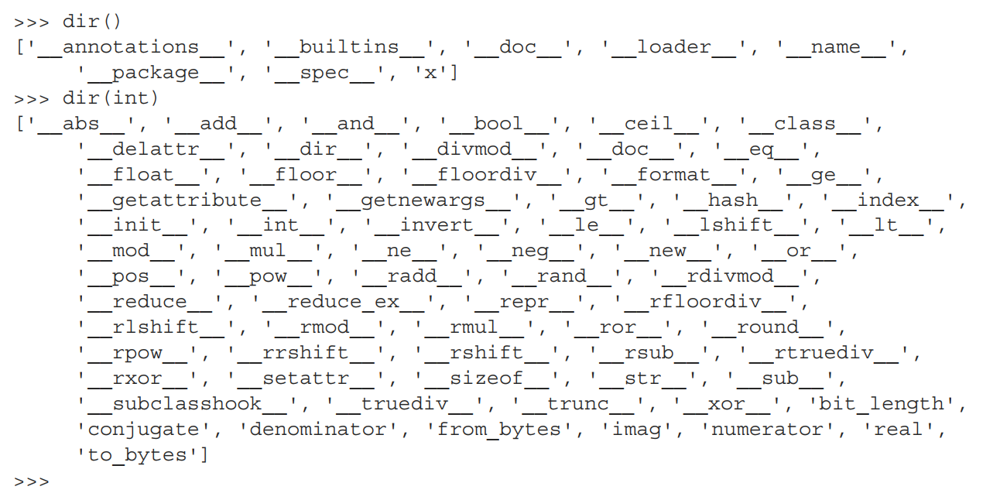 >>> dir()
['__annotations__', '__builtins__', '__doc__', '__loader__', '__name__',
'__package__', '__spec__', 'x']
>>> dir(int)
['__abs__', '__add__', '__and__', '__bool__', '__ceil__', '__class__',
'__delattr__', '__dir__', '__divmod__', '__doc__', '__eq__',
'__float__', '__floor__', '__floordiv__', '__format__', '__ge__',
'__getattribute__', '__getnewargs__', '__gt__', '__hash__', '__index__',
'__init__', '__int__', '__invert__', '__le__', '__lshift__', '__lt__',
'__mod__', '__mul__', '__ne__', '__neg__', '__new__', '__or__',
'__pos__', '__pow__', '__radd__', '__rand__', '__rdivmod__',
'__reduce__', '__reduce_ex__', '__repr__', '__rfloordiv__',
'__rlshift__', '__rmod__', '__rmul__', '__ror__', '__round__',
'__rpow__', '__rrshift__', '__rshift__', '__rsub__', '__rtruediv__',
'__rxor__', '__setattr__', '__sizeof__', '__str__', '__sub__',
'__subclasshook__', '__truediv__', '__trunc__', '__xor__', 'bit_length',
'conjugate', 'denominator', 'from_bytes', 'imag', 'numerator', 'real',
'to_bytes']
>>>